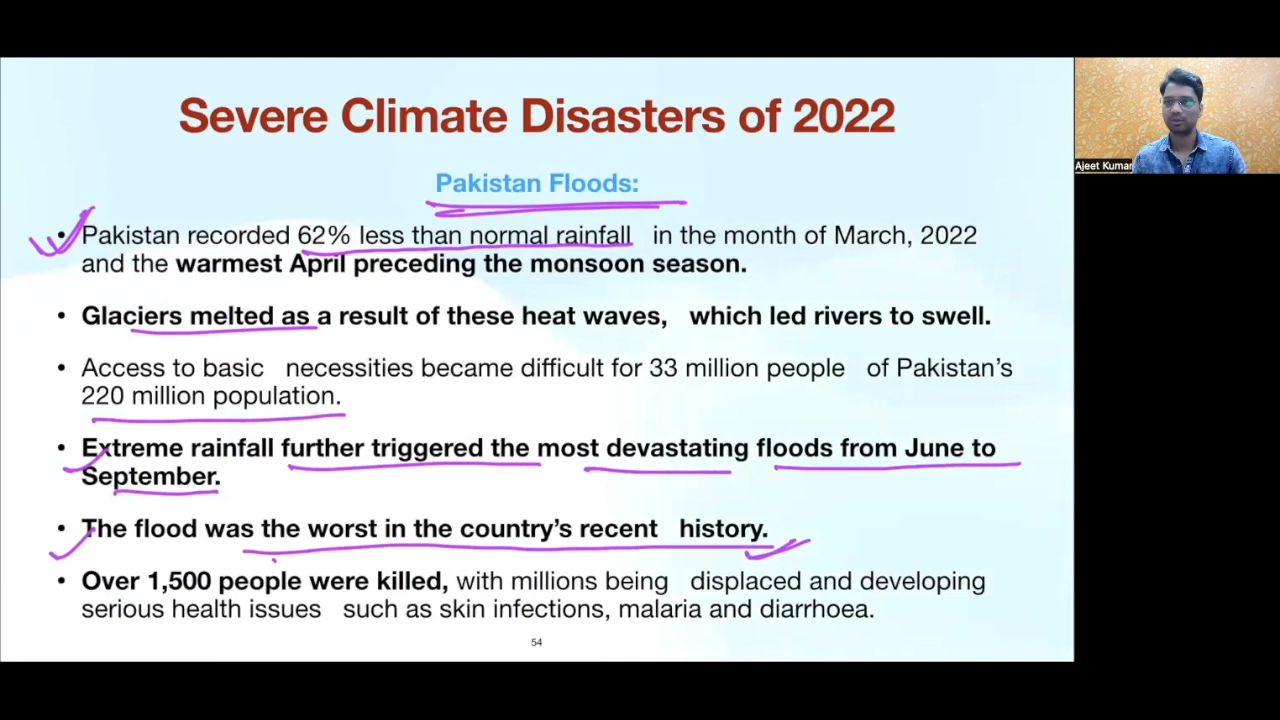 Severe Climate Disasters of 2022
Pakistan Floods:
• Pakistan recorded 62% less than normal rainfall in the month of March, 2022
and the warmest April preceding the monsoon season.
• Glaciers melted as a result of these heat waves, which led rivers to swell.
• Access to basic necessities became difficult for 33 million people of Pakistan's
220 million population.
• Extreme rainfall further triggered the most devastating floods from June to
September.
• The flood was the worst in the country's recent history.
• Over 1,500 people were killed, with millions being displaced and developing
serious health issues such as skin infections, malaria and diarrhoea.
54
Ajeet Kumar